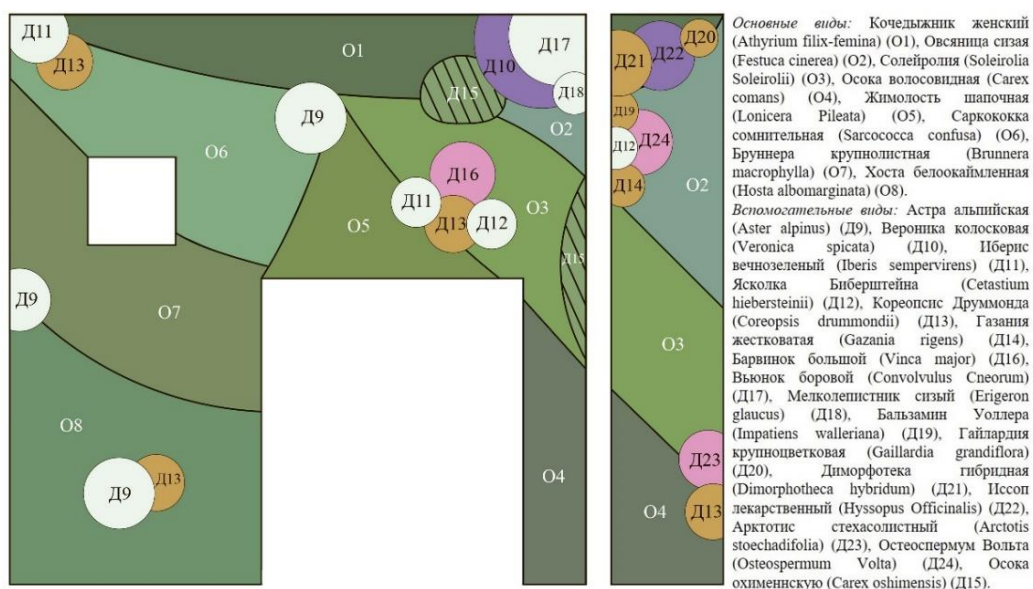 Д11
Д13
О1
Д10
Д17
Д18
Д15
О2
Д9
О6
Д16
Д11
Д13
Д12
О3
О5
Д15
Д9
О7
О8
Д9
Д13
О4
Д20
Д21
Д22
Д19
Д24
Д12
Д14
О2
О3
Д23
О4
Д13
Основные виды: Кочедыжник женский
(Athyrium filix-femina) (О1), Овсяница сизая
(Festuca cinerea) (О2), Солейролия (Soleirolia
Soleirolii) (О3), Осока волосовидная (Carex
comans) (О4), Жимолость шапочная
(Lonicera Pileata) (О5), Саркококка
сомнительная (Sarcococca confusa) (О6),
Бруннера крупнолистная (Brunnera
macrophylla) (О7), Хоста белоокаймленная
(Hosta albomarginata) (О8).
Вспомогательные виды: Астра альпийская
(Aster alpinus) (Д9), Вероника колосковая
(Veronica spicata) (Д10), Иберис
вечнозеленый (Iberis sempervirens) (Д11),
Ясколка Биберштейна (Cetastium
hiebersteinii) (Д12), Кореопсис Друммонда
(Coreopsis drummondii) (Д13), Газания
жестковатая (Gazania rigens) (Д14),
Барвинок большой (Vinca major) (Д16),
Вьюнок боровой (Convolvulus Cneorum)
(Д17), Мелколепистник сизый (Erigeron
glaucus) (Д18), Бальзамин Уоллера
(Impatiens walleriana) (Д19), Гайлардия
крупноцветковая (Gaillardia grandiflora)
(Д20), Диморфотека гибридная
(Dimorphotheca hybridum) (Д21), Иссоп
лекарственный (Hyssopus Officinalis) (Д22),
Арктотис стехасолистный (Arctotis
stoechadifolia) (Д23), Остеоспермум Вольта
(Osteospermum Volta) (Д24), Осока
охименнскую (Carex oshimensis) (Д15).